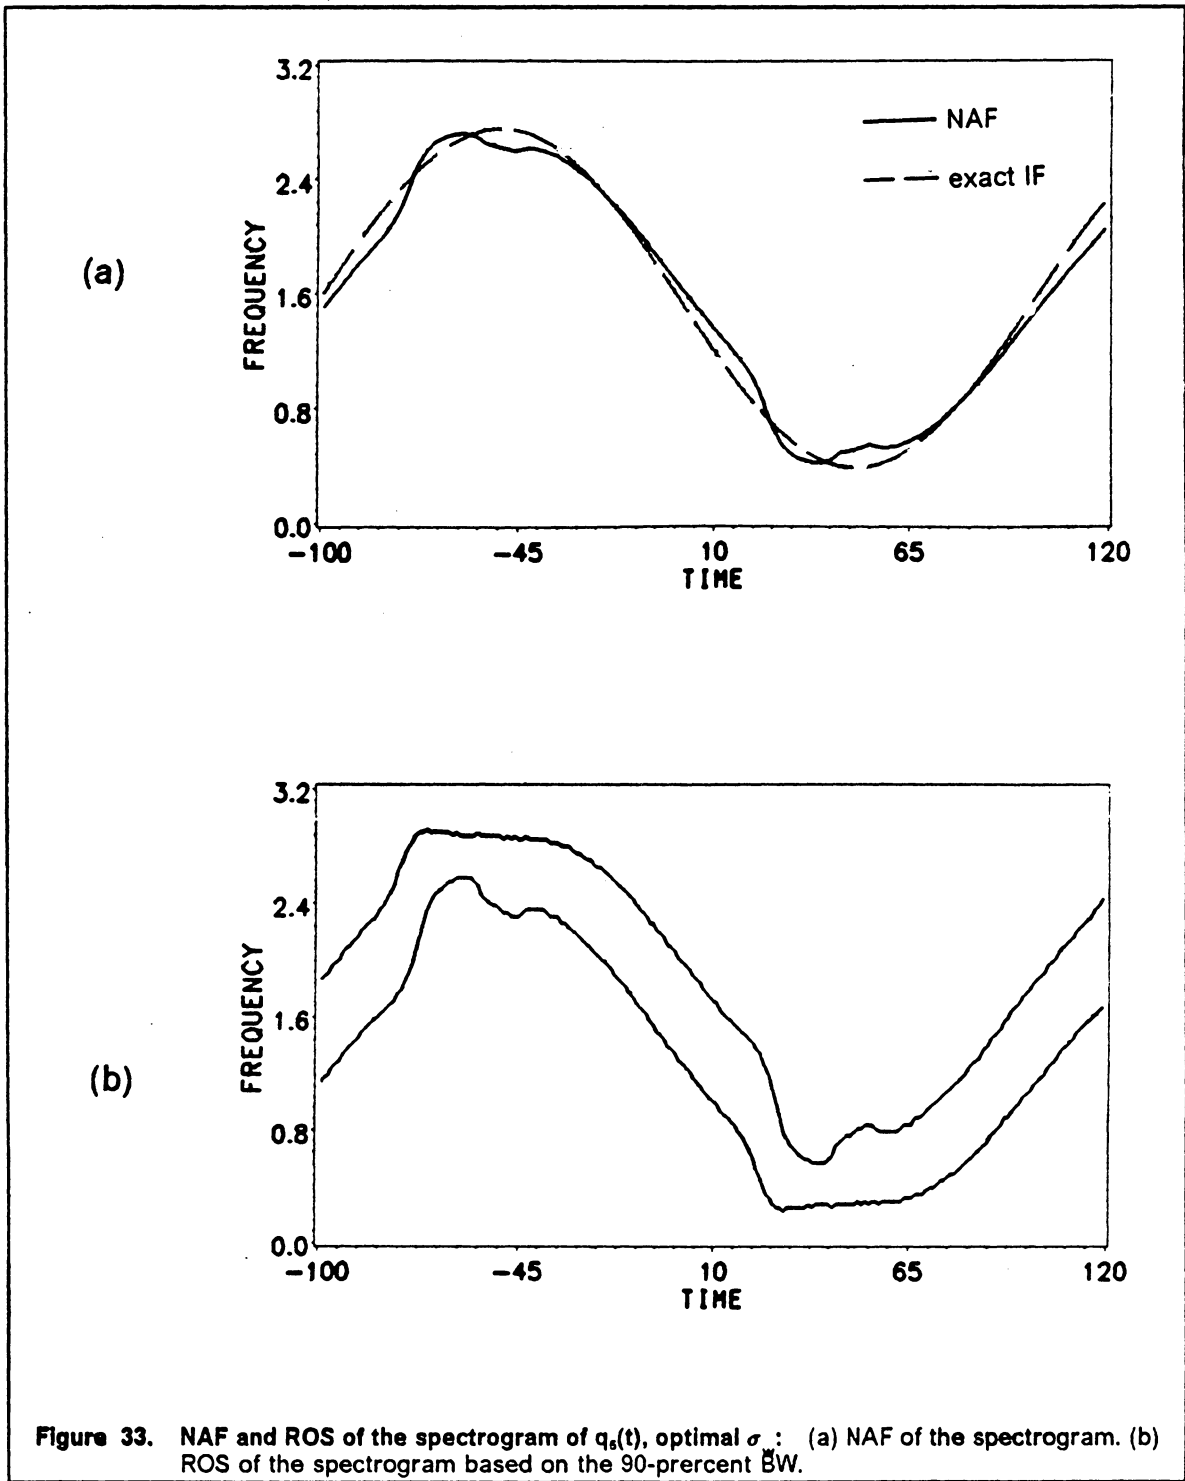 (a)
FREQUENCY
3.2
2.4
1.6
0.8
0.0
NAF
exact IF
-100
-45
10
65
120
TIME
(b)
FREQUENCY
3.2
2.4
1.6
0.8
0.0
-100
-45
10
65
120
TIME
Figure 33. NAF and ROS of the spectrogram of q₅(t), optimal σ_w: (a) NAF of the spectrogram. (b)
ROS of the spectrogram based on the 90-prercent BW.